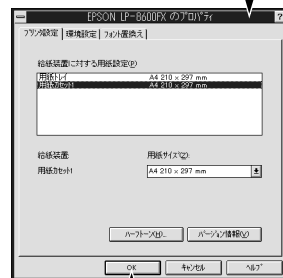 EPSON LP-8600FX のプロパティ
?
プリンタ設定 環境設定 フォント置換え
給紙装置に対する用紙設定(P)
用紙トレイ A4 210 × 297 mm
用紙カセット1 A4 210 × 297 mm
給紙装置 用紙サイズ(Z)
用紙カセット1 A4 210 × 297 mm
ハーフトーン(H)... バージョン情報(V)
OK キャンセル ヘルプ